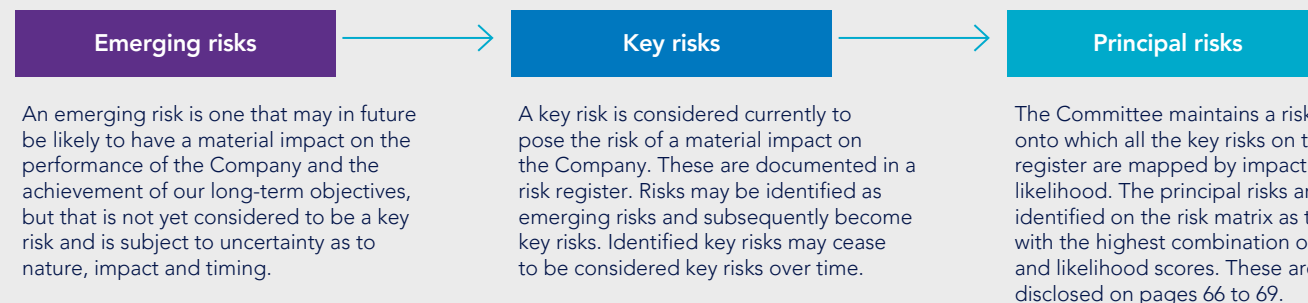 Emerging risks
An emerging risk is one that may in future
be likely to have a material impact on the
performance of the Company and the
achievement of our long-term objectives,
but that is not yet considered to be a key
risk and is subject to uncertainty as to
nature, impact and timing.
Key risks
A key risk is considered currently to
pose the risk of a material impact on
the Company. These are documented in a
risk register. Risks may be identified as
emerging risks and subsequently become
key risks. Identified key risks may cease
to be considered key risks over time.
Principal risks
The Committee maintains a risk
onto which all the key risks on
register are mapped by impact
likelihood. The principal risks
identified on the risk matrix as
with the highest combination
and likelihood scores. These
disclosed on pages 66 to 69.